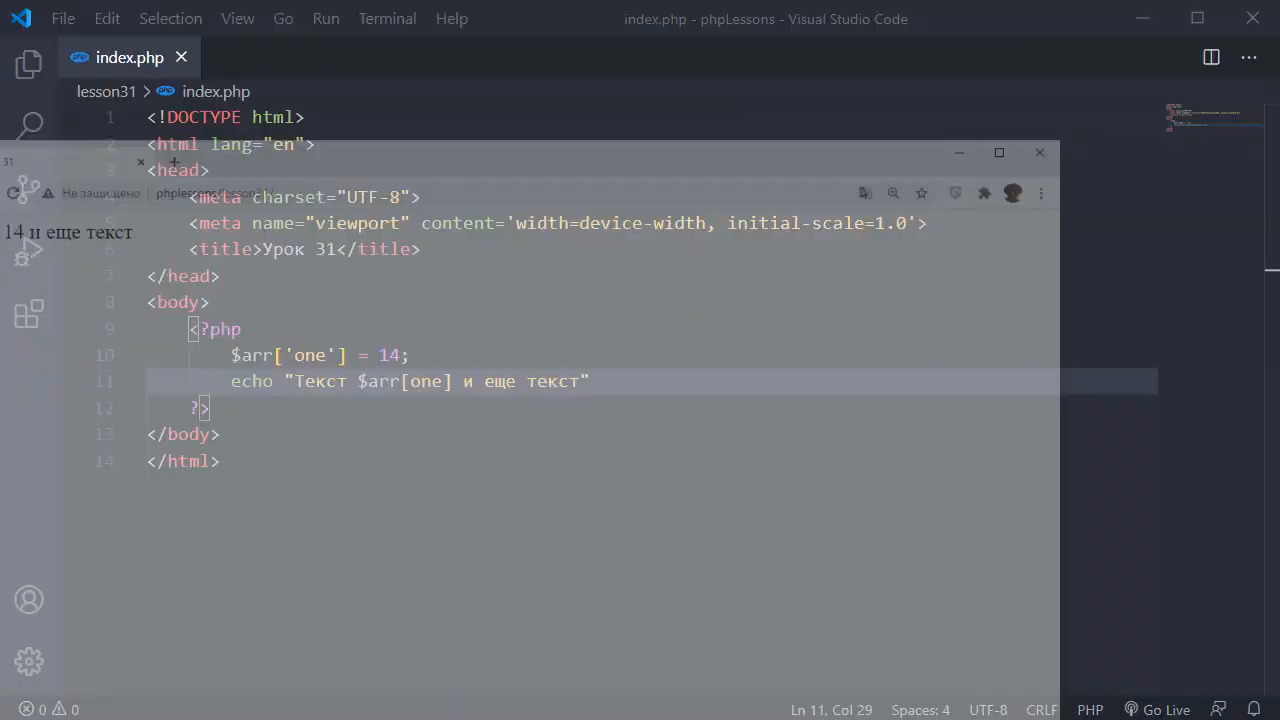 File Edit Selection View Go Run Terminal Help index.php - phpLessons - Visual Studio Code
index.php
lesson31 > index.php
1 <!DOCTYPE html>
2 <html lang="en">
31
<head>
Не защищено
<meta charset="UTF-8">
5 <meta name="viewport" content='width=device-width, initial-scale=1.0'>
14 и еще текст
6 <title>Урок 31</title>
7 </head>
8 <body>
9 <?php
10 $arr['one'] = 14;
11 echo "Текст $arr[one] и еще текст"
12 ?>
13 </body>
14 </html>
0 0 Ln 11, Col 29 Spaces: 4 UTF-8 CRLF PHP Go Live